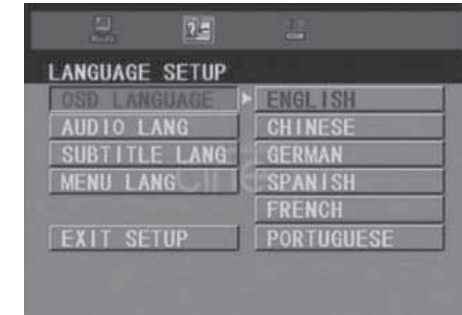 LANGUAGE SETUP
OSD LANGUAGE ENGLISH
AUDIO LANG CHINESE
SUBTITLE LANG GERMAN
MENU LANG SPANISH
FRENCH
EXIT SETUP PORTUGUESE